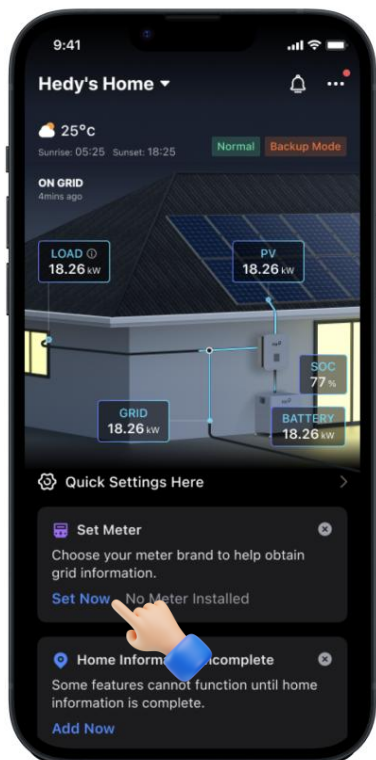 9:41
Hedy's Home
25°c
Sunrise: 05:25 Sunset: 18:25
Normal
Backup Mode
ON GRID
4mins ago
LOAD
18.26 kW
PV
18.26 kW
SOC
77 %
GRID
18.26 kW
BATTERY
18.26 kW
Quick Settings Here
Set Meter
Choose your meter brand to help obtain
grid information.
Set Now No Meter Installed
Home
Some features cannot function until home
information is complete.
Add Now